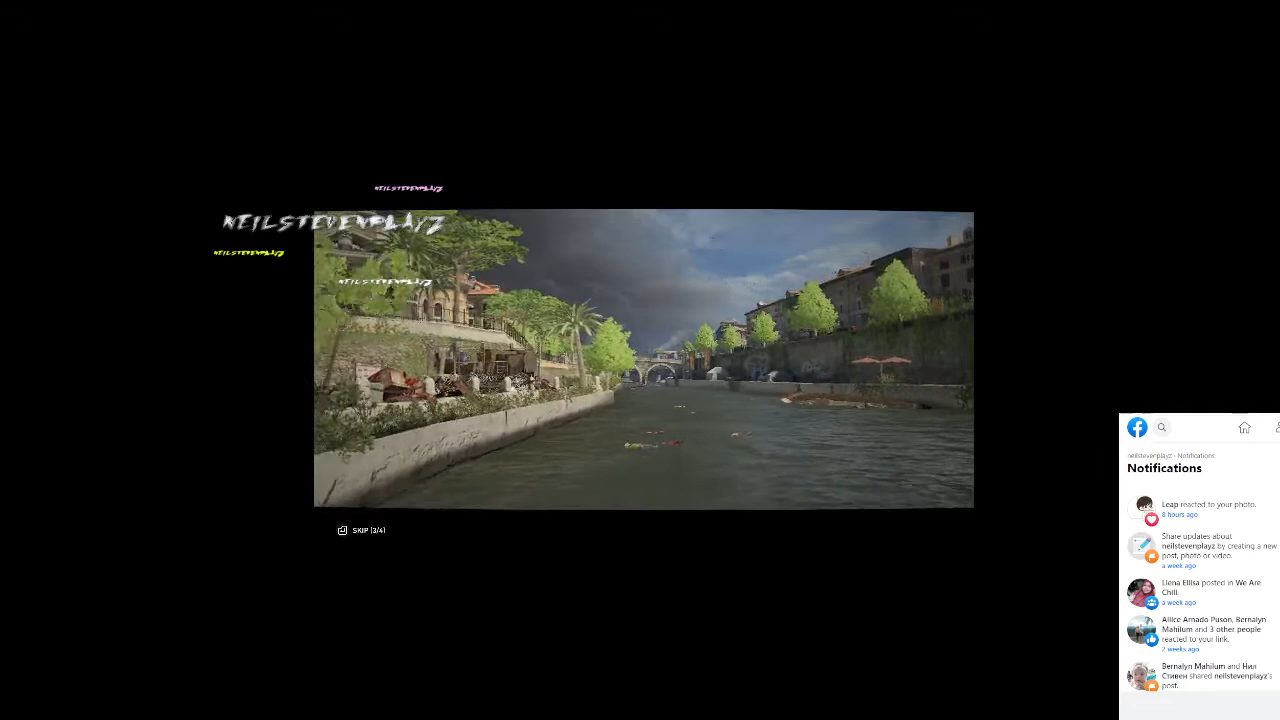 NEILSTEVENPLAYZ
NEILSTEVENPLAYZ
NEILSTEVENPLAYZ
NEILSTEVENPLAYZ
SKIP (3/4)
neilstevenplayz › Notifications
Notifications
Leap reacted to your photo.
8 hours ago
Share updates about
neilstevenplayz by creating a new
post, photo or video.
a week ago
Liena Ellisa posted in We Are
Chill.
a week ago
Allice Arnado Puson, Bernalyn
Mahilum and 3 other people
reacted to your link.
2 weeks ago
Bernalyn Mahilum and Нил
Стивен shared neilstevenplayz's
post.